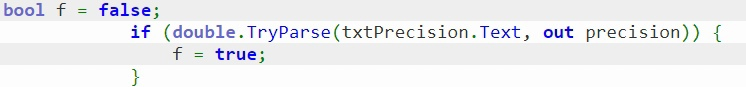 bool f = false;
if (double.TryParse(txtPrecision.Text, out precision)) {
f = true;
}